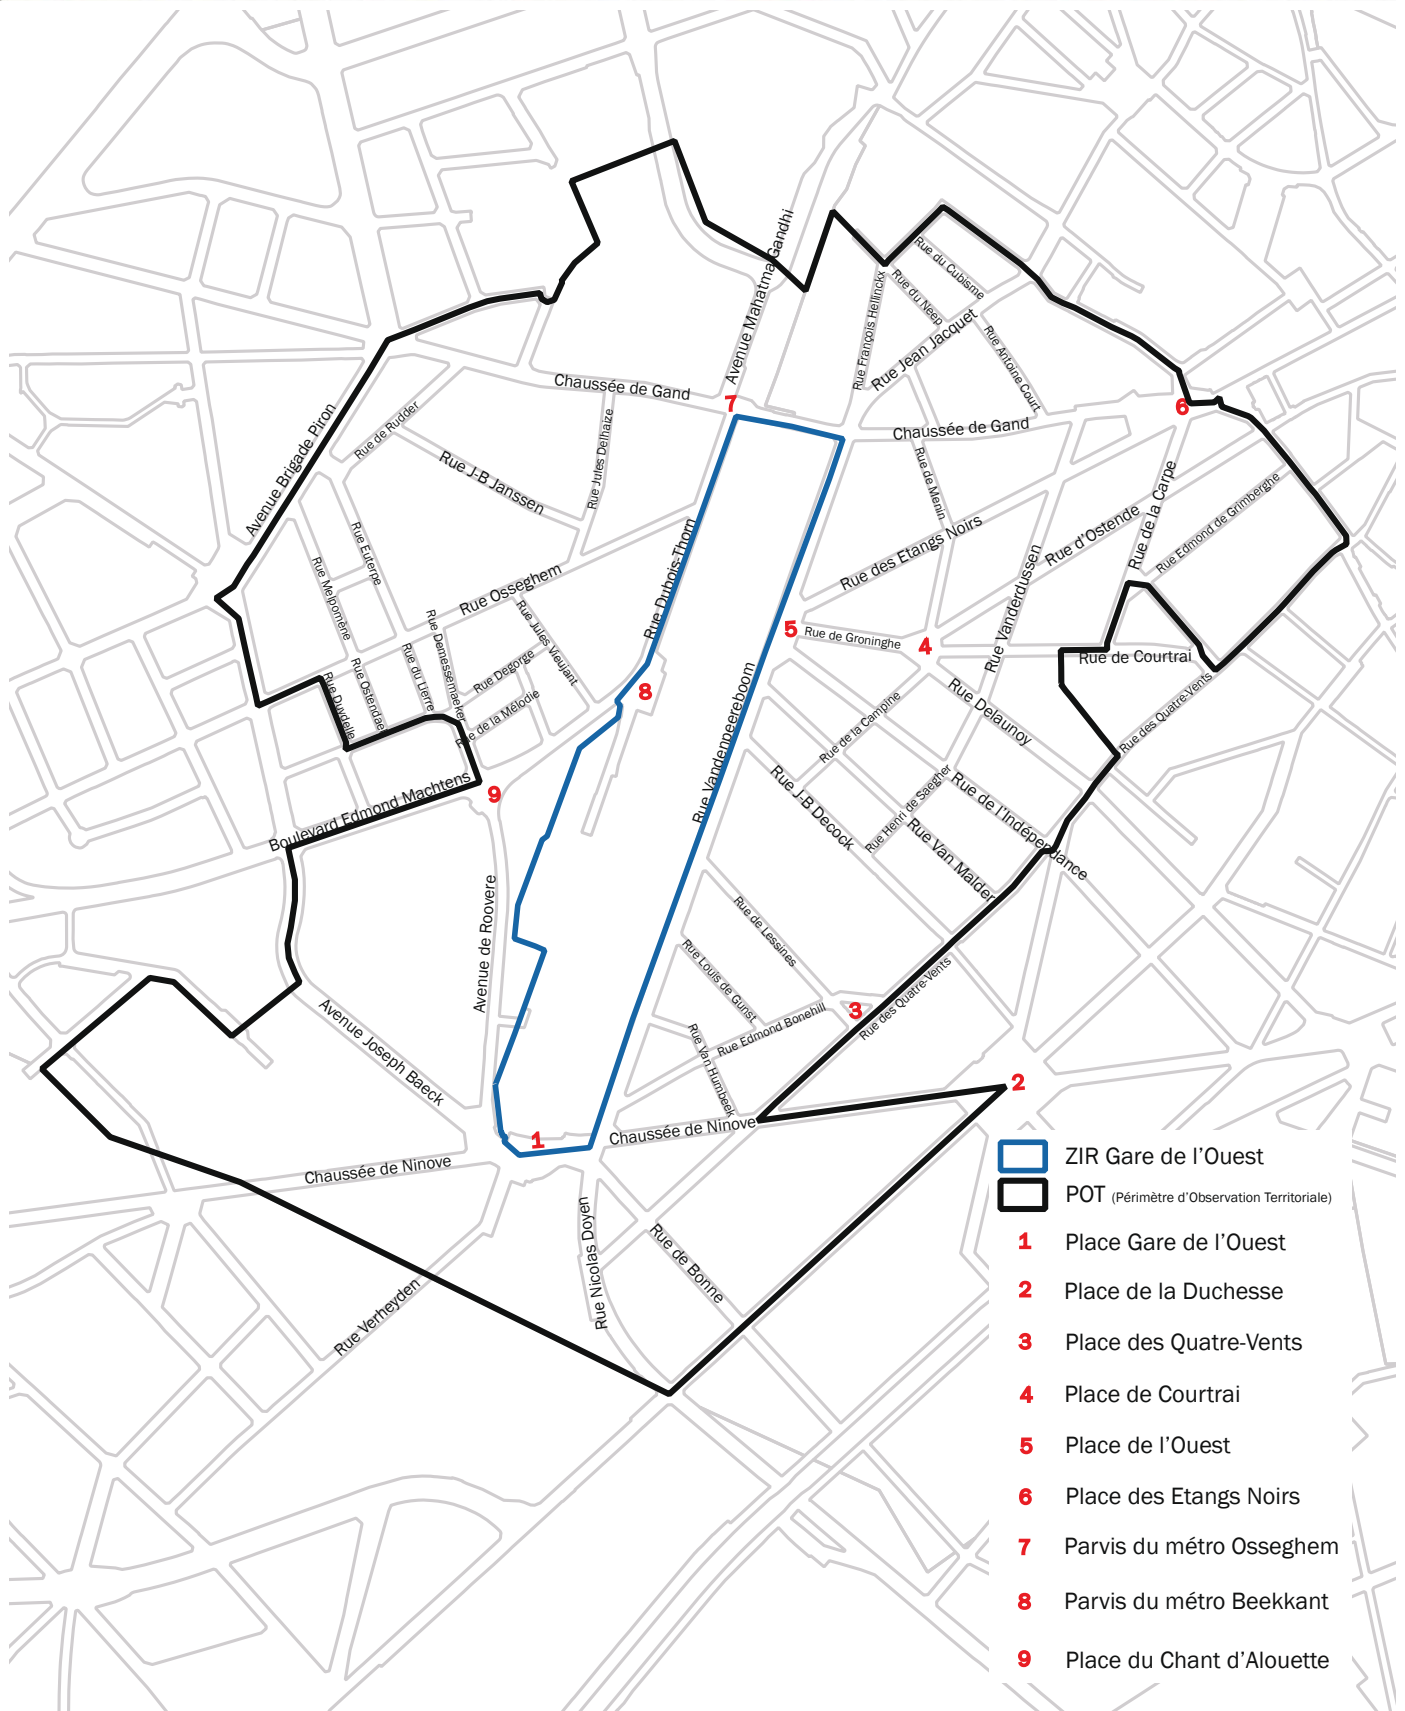 Avenue Mahatma Gandhi
Rue du Cubisme
Rue du Neep
Rue François Hellinckx
Rue Jean Jacquet
Rue Antoine Court
Chaussée de Gand
7
6
Chaussée de Gand
Avenue Brigade Piron
Rue de Rudder
Rue J-B Janssen
Rue Jules Delhaize
Rue de Menin
Rue des Etangs Noirs
Rue d'Ostende
Rue de la Carpe
Rue Edmond de Grimberghe
Rue Vanderdussen
Rue Euterpe
Rue Melpomène
Rue Osseghem
Rue Dubois-Thorn
5
Rue de Groninghe
4
Rue de Courtrai
Rue Jules Vieujant
Rue Demessemaeker
Rue du Lierre
Rue Ostendael
Rue Duydelle
Rue Degorge
Rue de la Mélodie
8
Rue Vandenpeereboom
Rue de la Campine
Rue Delaunoy
Rue des Quatre-Vents
Boulevard Edmond Machtens
9
Rue J-B Decock
Rue Henri de Saegher
Rue de l'Indépendance
Rue Van Malder
Avenue de Roovere
Rue de Lessines
Rue Louis de Gunst
3
Rue des Quatre-Vents
Rue Edmond Bonehill
Rue Van Humbeek
Avenue Joseph Baeck
2
1
Chaussée de Ninove
Chaussée de Ninove
Rue Nicolas Doyen
Rue de Bonne
Rue Verheyden
ZIR Gare de l'Ouest
POT (Périmètre d'Observation Territoriale)
1 Place Gare de l'Ouest
2 Place de la Duchesse
3 Place des Quatre-Vents
4 Place de Courtrai
5 Place de l'Ouest
6 Place des Etangs Noirs
7 Parvis du métro Osseghem
8 Parvis du métro Beekkant
9 Place du Chant d'Alouette